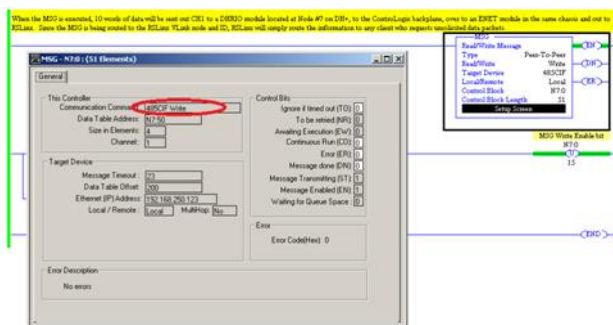 When the MSG is executed, 10 words of data will be sent out CH1 to a DHRIO module located at Node #7 on DH+, to the ControlLogix backplane, over to an ENET module in the same chassis and out to
RSLinx. Since the MSG is being routed to the RSLinx VLink node and ID, RSLinx will simply route the information to any client who requests unsolicited data packets.
MSG
Read/Write Message
Type Peer-To-Peer
Read/Write Write
Target Device 485CIF
Local/Remote Local
Control Block N7:0
Control Block Length 51
Setup Screen
EN
DN
ER
MSG - N7:0 : (51 Elements)
General
This Controller
Communication Command: 485CIF Write
Data Table Address: N7:50
Size in Elements: 4
Channel: 1
Target Device
Message Timeout : 23
Data Table Offset: 200
Ethernet (IP) Address: 192.168.250.123
Local / Remote : Local MultiHop: No
Control Bits
Ignore if timed out (TO): 0
To be retried (NR): 0
Awaiting Execution (EW): 0
Continuous Run (CO): 0
Error (ER): 0
Message done (DN): 0
Message Transmitting (ST): 1
Message Enabled (EN): 1
Waiting for Queue Space : 0
Error
Error Code(Hex): 0
Error Description
No errors
MSG Write Enable bit
N7:0
U
15
END